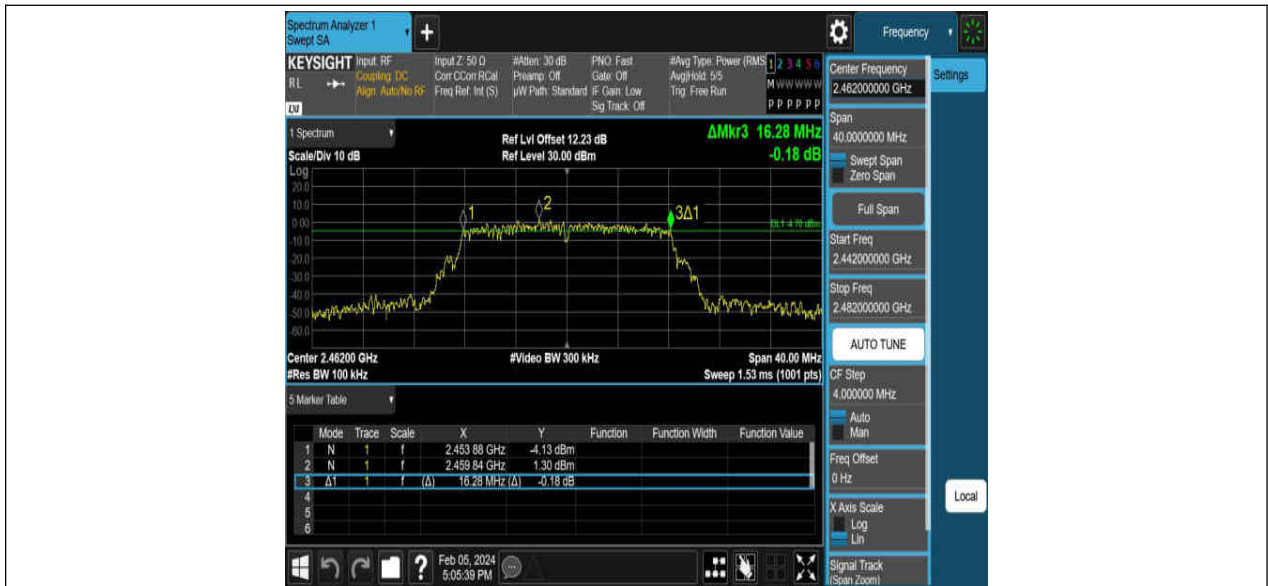 Spectrum Analyzer 1
Swept SA
+
Frequency
KEYSIGHT Input: RF Input Z: 50 Ω #Atten: 30 dB PNO: Fast #Avg Type: Power (RMS 1 2 3 4 5 6
RL Coupling: DC Corr CCorr RCal Preamp: Off Gate: Off Avg|Hold: 5/5 M W W W W W
Align: Auto/No RF Freq Ref: Int (S) µW Path: Standard IF Gain: Low Trig: Free Run
LXI Sig Track: Off P P P P P P
Center Frequency
2.462000000 GHz
Settings
1 Spectrum
Ref Lvl Offset 12.23 dB
ΔMkr3 16.28 MHz
Scale/Div 10 dB
Ref Level 30.00 dBm
-0.18 dB
Span
40.0000000 MHz
Swept Span
Zero Span
Full Span
Start Freq
2.442000000 GHz
Stop Freq
2.482000000 GHz
AUTO TUNE
CF Step
4.000000 MHz
Auto
Man
Freq Offset
0 Hz
X Axis Scale
Log
Lin
Signal Track
(Span Zoom)
Local
Log
20.0
10.0
0.00
-10.0
-20.0
-30.0
-40.0
-50.0
-60.0
1
2
3Δ1
DL1 -4.70 dBm
Center 2.46200 GHz #Video BW 300 kHz Span 40.00 MHz
#Res BW 100 kHz Sweep 1.53 ms (1001 pts)
5 Marker Table
Mode Trace Scale X Y Function Function Width Function Value
1 N 1 f 2.453 88 GHz -4.13 dBm
2 N 1 f 2.459 84 GHz 1.30 dBm
3 Δ1 1 f (Δ) 16.28 MHz (Δ) -0.18 dB
4
5
6
?
Feb 05, 2024
5:05:39 PM